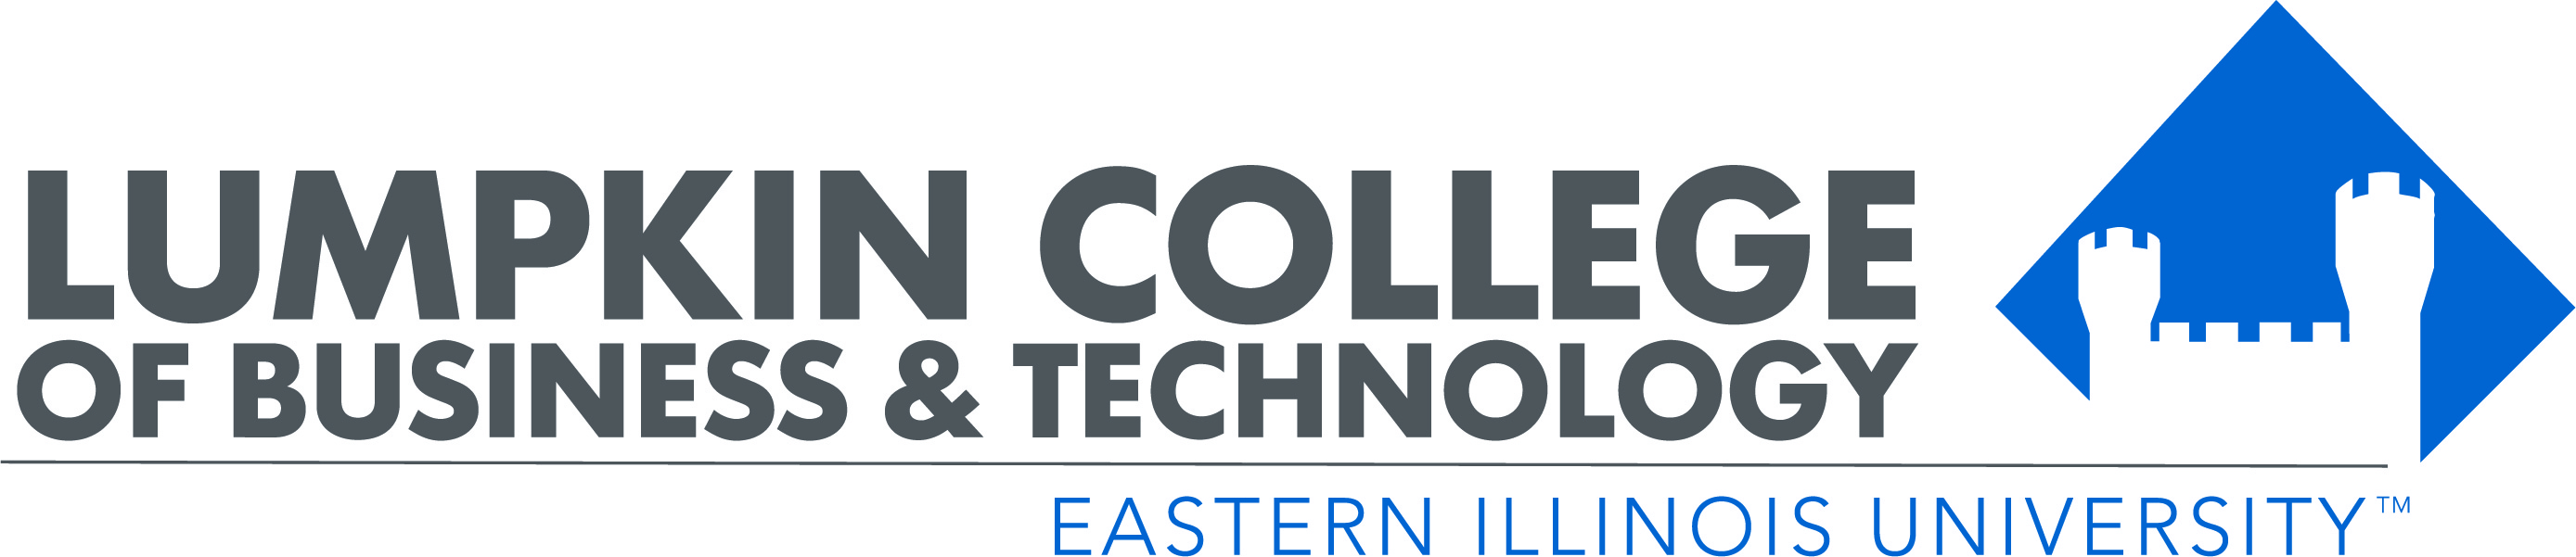 LUMPKIN COLLEGE
OF BUSINESS & TECHNOLOGY
EASTERN ILLINOIS UNIVERSITY™